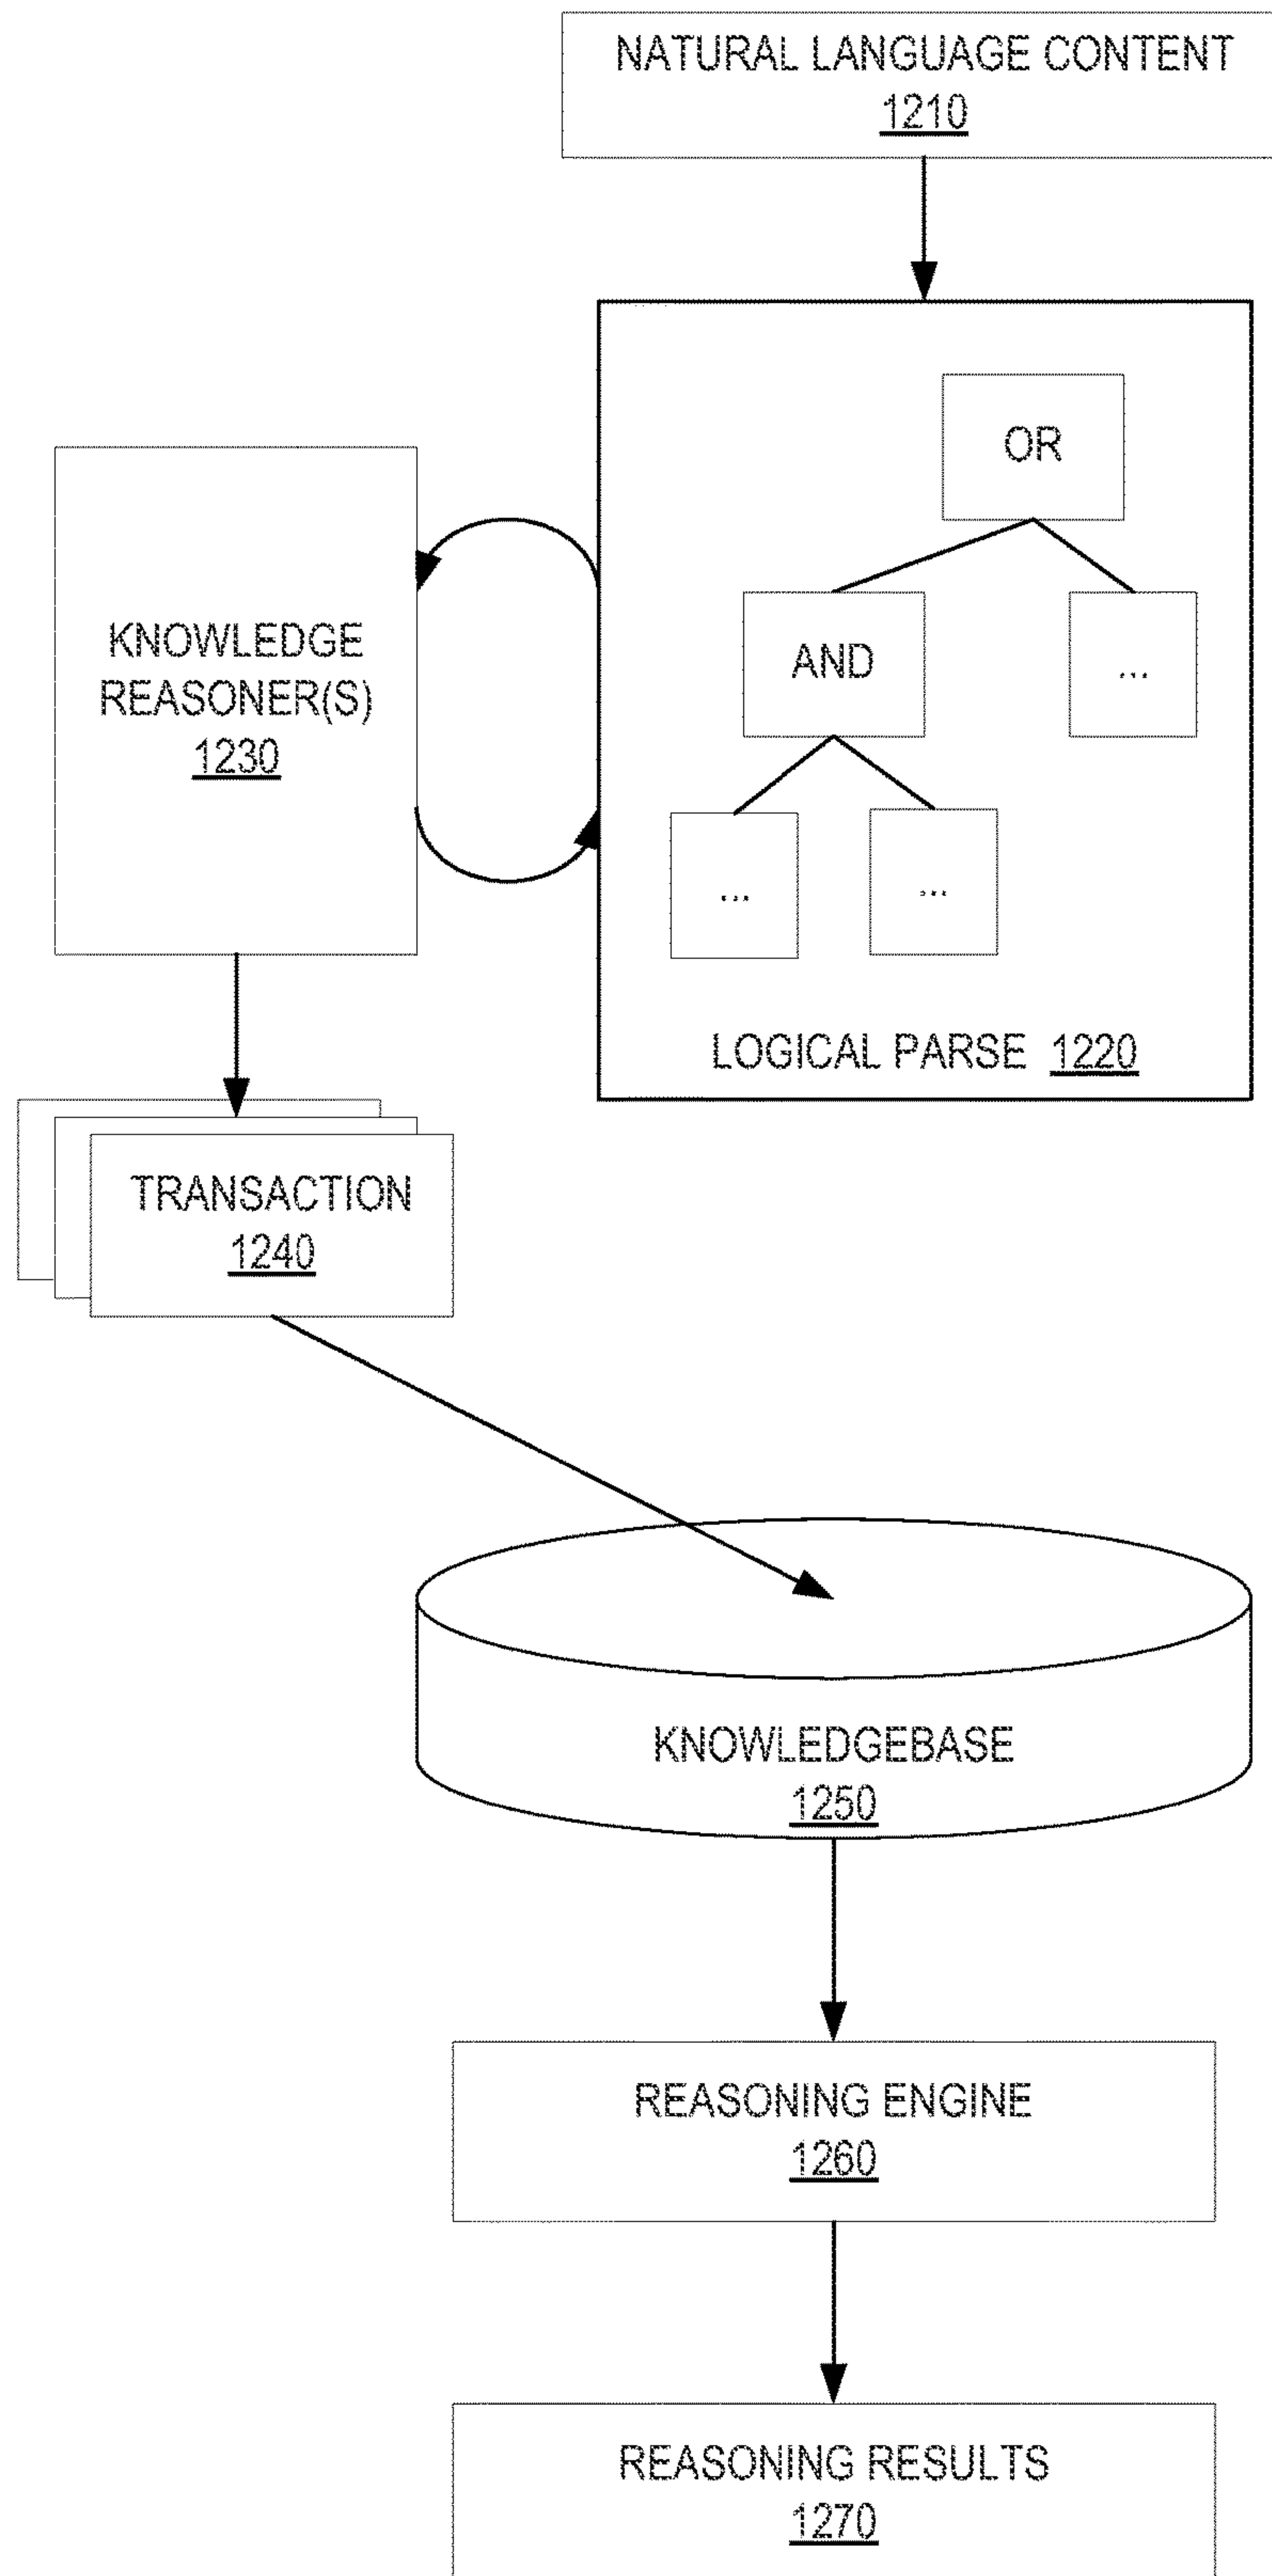 NATURAL LANGUAGE CONTENT
1210
OR
AND
...
...
...
KNOWLEDGE
REASONER(S)
1230
LOGICAL PARSE 1220
TRANSACTION
1240
KNOWLEDGEBASE
1250
REASONING ENGINE
1260
REASONING RESULTS
1270